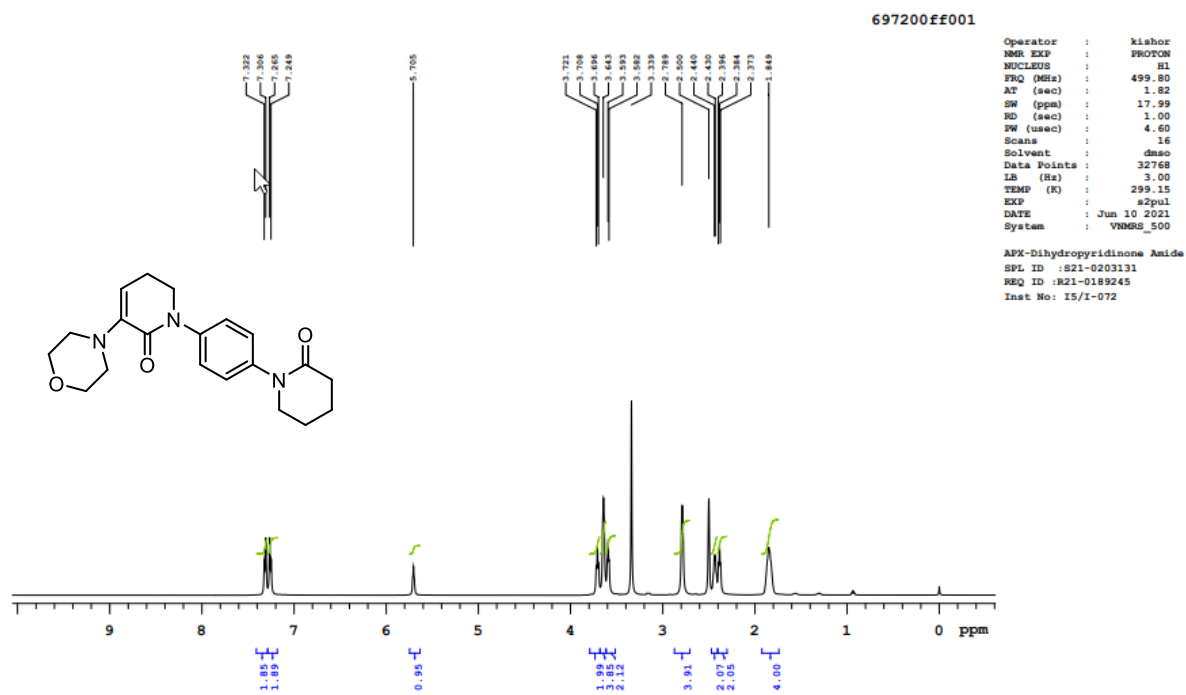 697200ff001
Operator : kishor
NMR EXP : PROTON
NUCLEUS : H1
FRQ (MHz) : 499.80
AT (sec) : 1.82
SW (ppm) : 17.99
RD (sec) : 1.00
PW (usec) : 4.60
Scans : 16
Solvent : dmso
Data Points : 32768
LB (Hz) : 3.00
TEMP (K) : 299.15
EXP : s2pul
DATE : Jun 10 2021
System : VNMRS_500
APX-Dihydropyridinone Amide
SPL ID :S21-0203131
REQ ID :R21-0189245
Inst No: I5/I-072
7.322
7.306
7.265
7.249
5.705
3.721
3.708
3.696
3.643
3.593
3.582
3.339
2.789
2.500
2.440
2.430
2.396
2.384
2.373
1.849
N
O
N
O
N
O
9 8 7 6 5 4 3 2 1 0 ppm
1.85
1.89
0.95
1.99
3.85
2.12
3.91
2.07
2.05
4.00